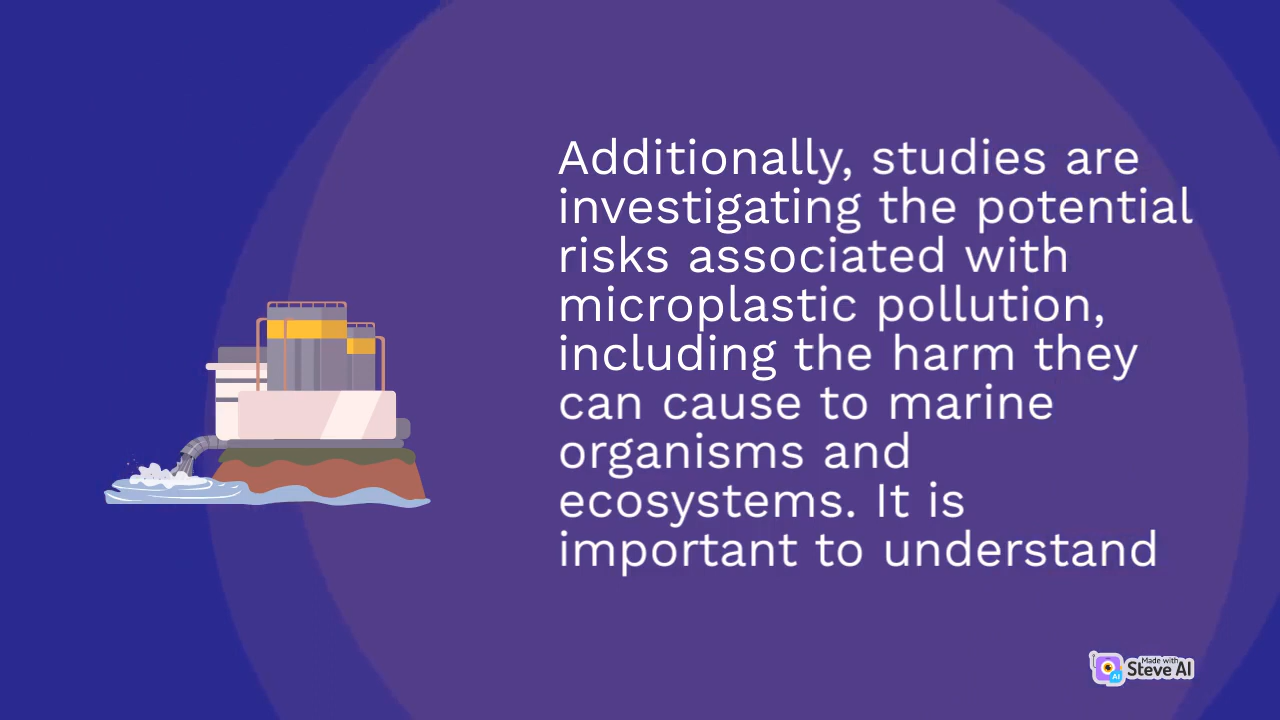 Additionally, studies are
investigating the potential
risks associated with
microplastic pollution,
including the harm they
can cause to marine
organisms and
ecosystems. It is
important to understand
Made with
Steve AI
AI